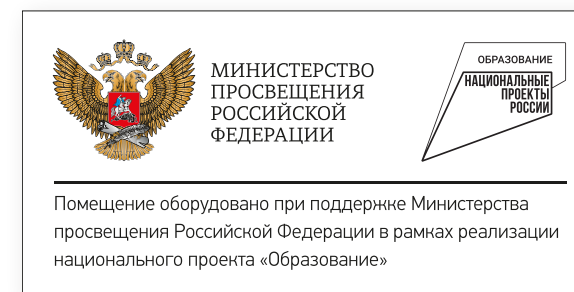 МИНИСТЕРСТВО
ПРОСВЕЩЕНИЯ
РОССИЙСКОЙ
ФЕДЕРАЦИИ
ОБРАЗОВАНИЕ
НАЦИОНАЛЬНЫЕ
ПРОЕКТЫ
РОССИИ
Помещение оборудовано при поддержке Министерства
просвещения Российской Федерации в рамках реализации
национального проекта «Образование»